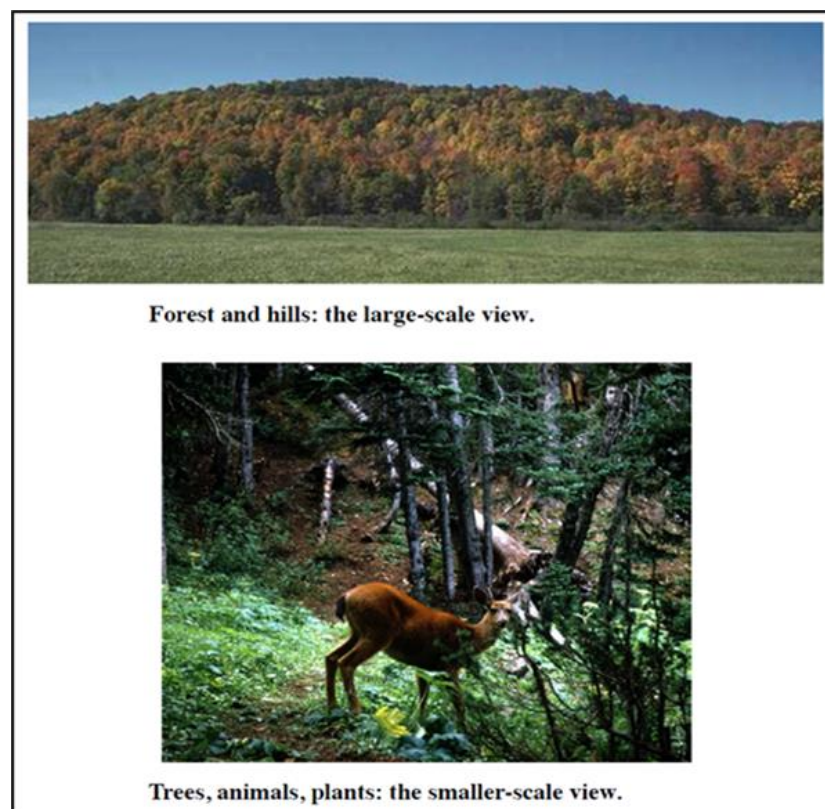 Forest and hills: the large-scale view.
Trees, animals, plants: the smaller-scale view.